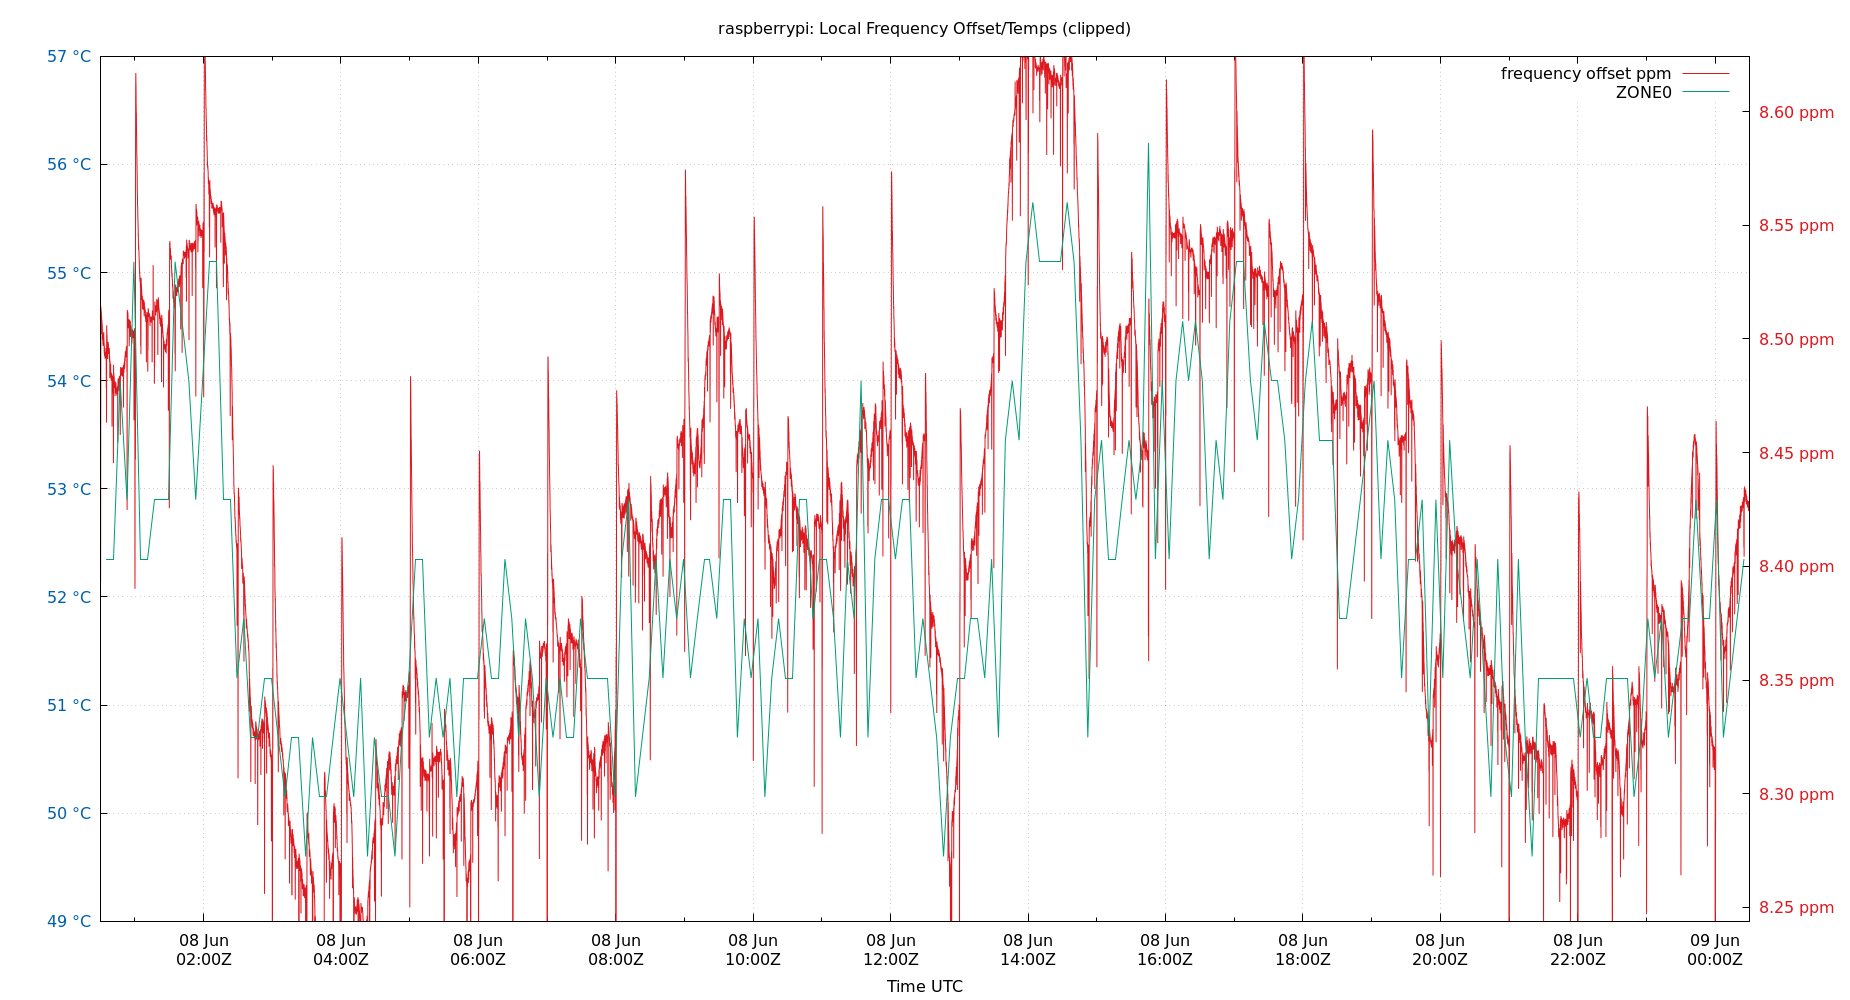 raspberrypi: Local Frequency Offset/Temps (clipped)
frequency offset ppm
ZONE0
57 °C
56 °C
55 °C
54 °C
53 °C
52 °C
51 °C
50 °C
49 °C
8.60 ppm
8.55 ppm
8.50 ppm
8.45 ppm
8.40 ppm
8.35 ppm
8.30 ppm
8.25 ppm
08 Jun 08 Jun 08 Jun 08 Jun 08 Jun 08 Jun 08 Jun 08 Jun 08 Jun 08 Jun 08 Jun 09 Jun
02:00Z 04:00Z 06:00Z 08:00Z 10:00Z 12:00Z 14:00Z 16:00Z 18:00Z 20:00Z 22:00Z 00:00Z
Time UTC